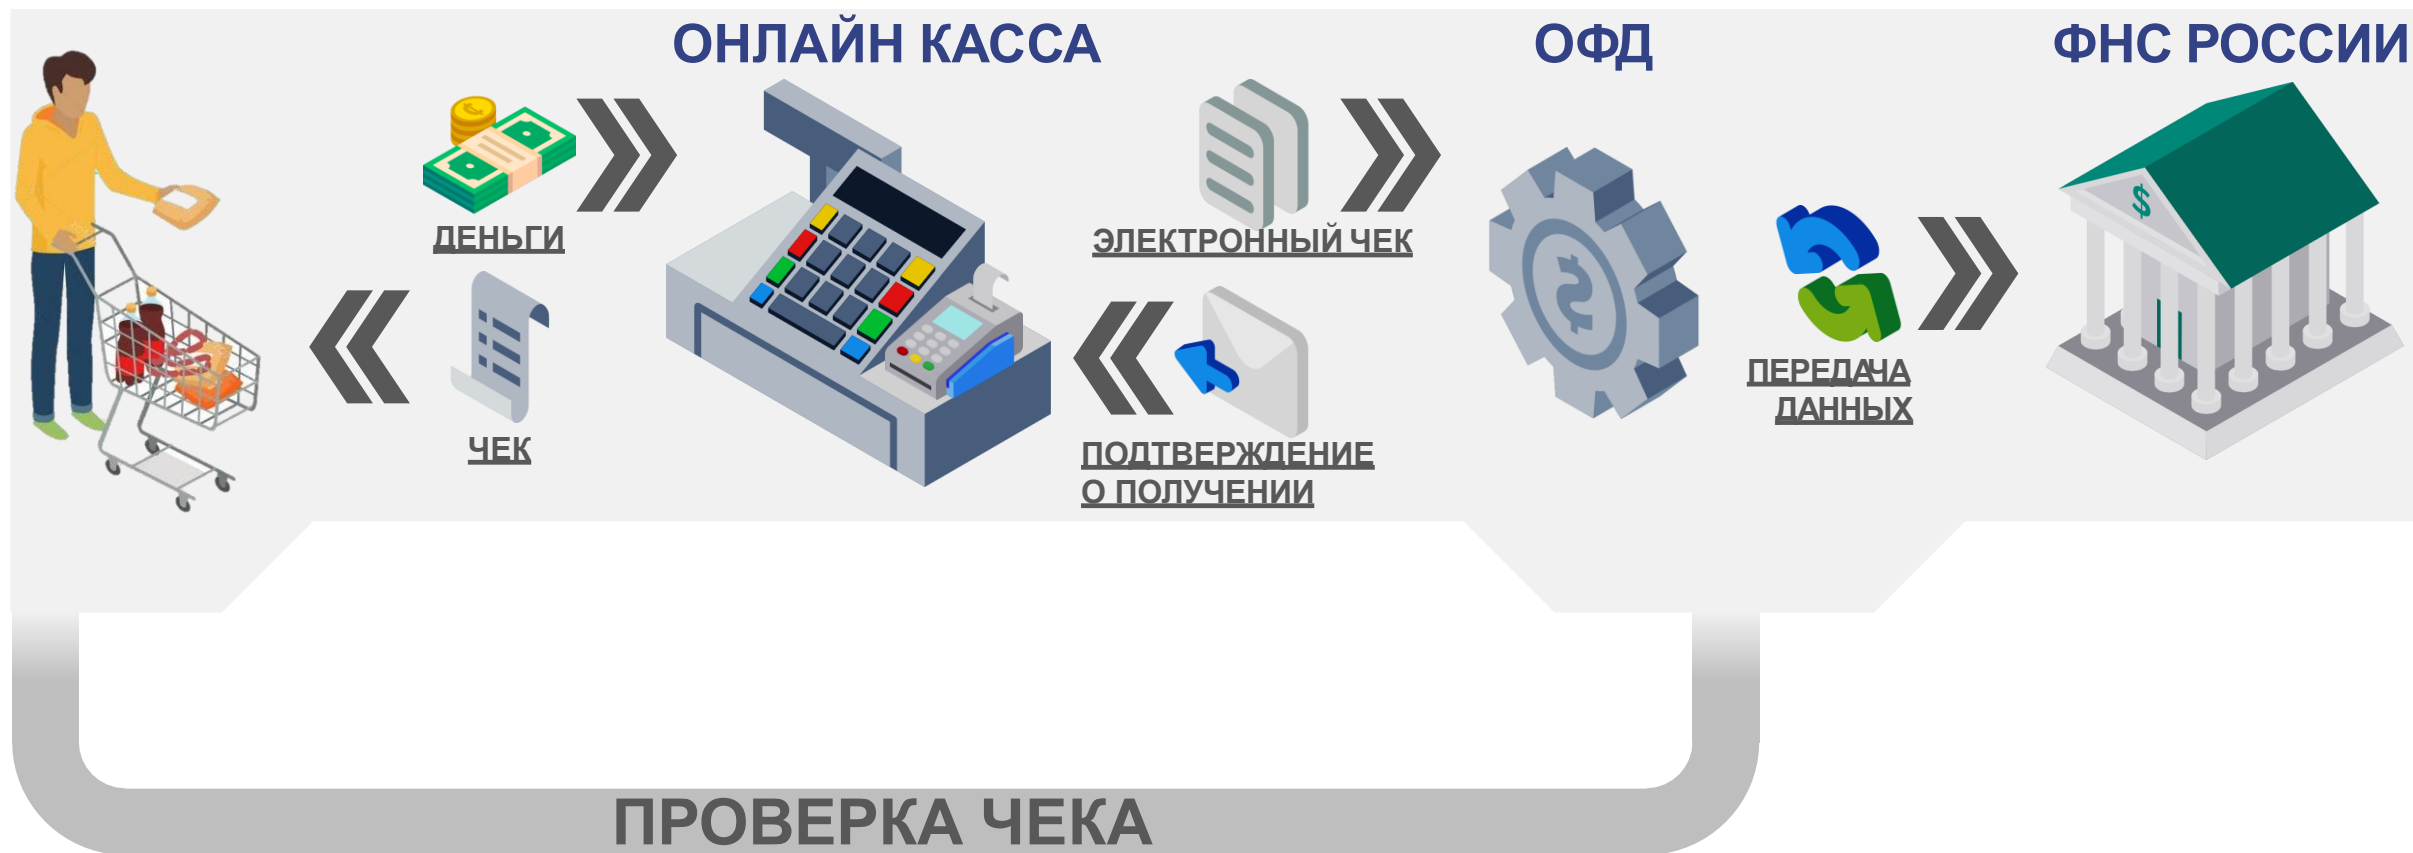 ОНЛАЙН КАССА
ОФД
ФНС РОССИИ
ДЕНЬГИ
ЭЛЕКТРОННЫЙ ЧЕК
$
$
ПЕРЕДАЧА
ДАННЫХ
ЧЕК
ПОДТВЕРЖДЕНИЕ
О ПОЛУЧЕНИИ
ПРОВЕРКА ЧЕКА